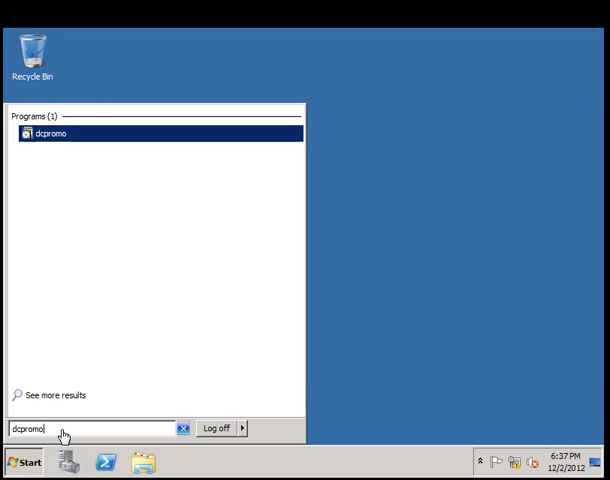 Recycle Bin
Programs (1)
dcpromo
See more results
dcpromo
Log off
Start
6:37 PM
12/2/2012